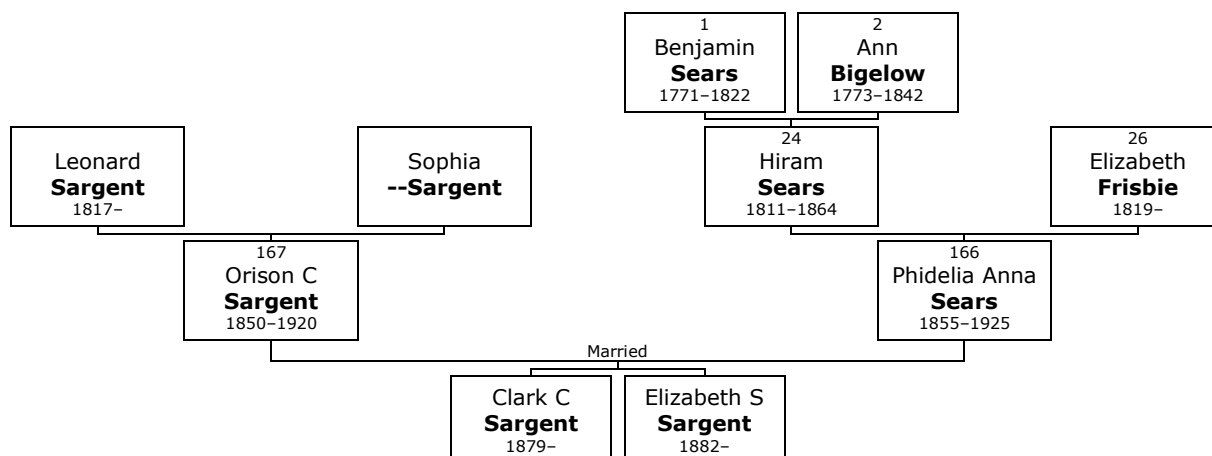 1
Benjamin
Sears
1771–1822
2
Ann
Bigelow
1773–1842
Leonard
Sargent
1817–
Sophia
--Sargent
24
Hiram
Sears
1811–1864
26
Elizabeth
Frisbie
1819–
167
Orison C
Sargent
1850–1920
166
Phidelia Anna
Sears
1855–1925
Married
Clark C
Sargent
1879–
Elizabeth S
Sargent
1882–